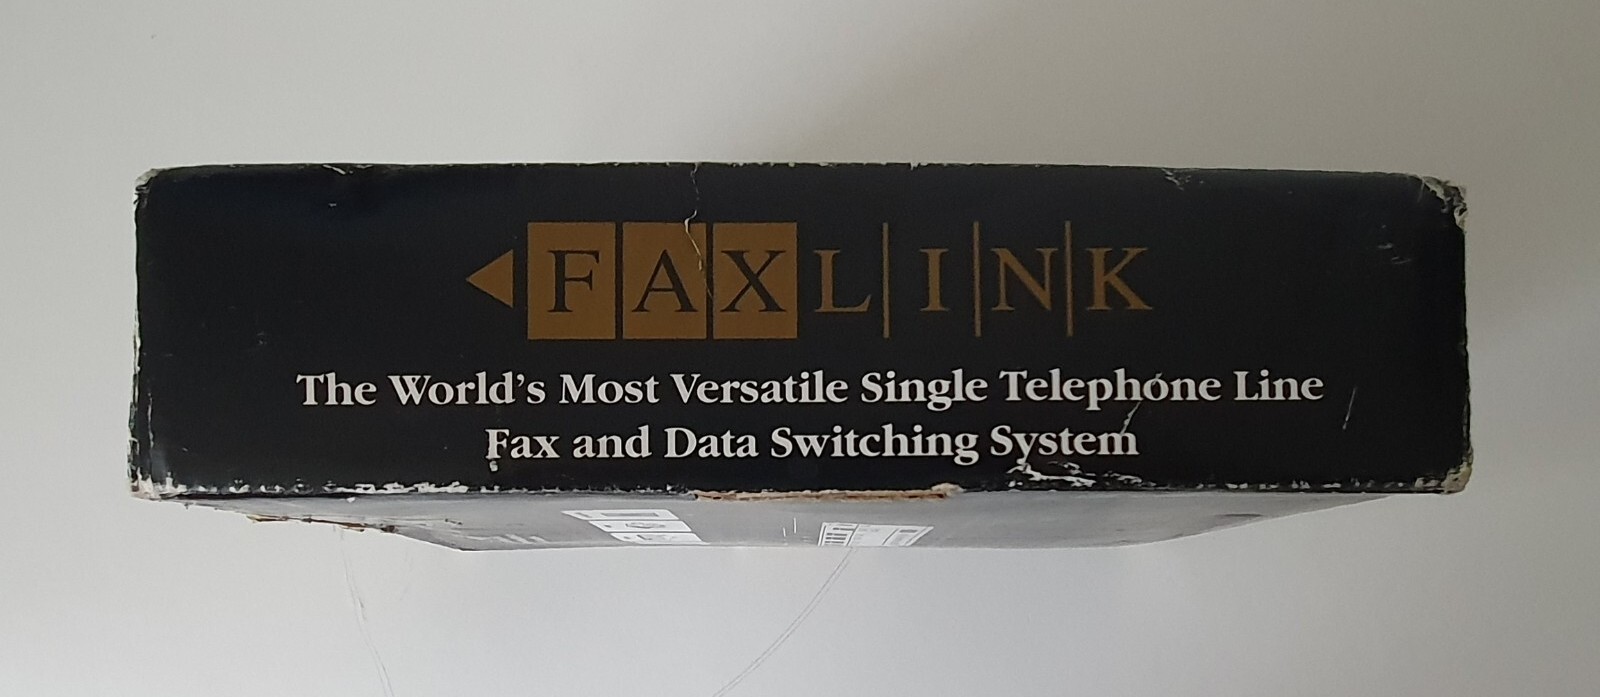 FAXLINK
The World's Most Versatile Single Telephone Line
Fax and Data Switching System